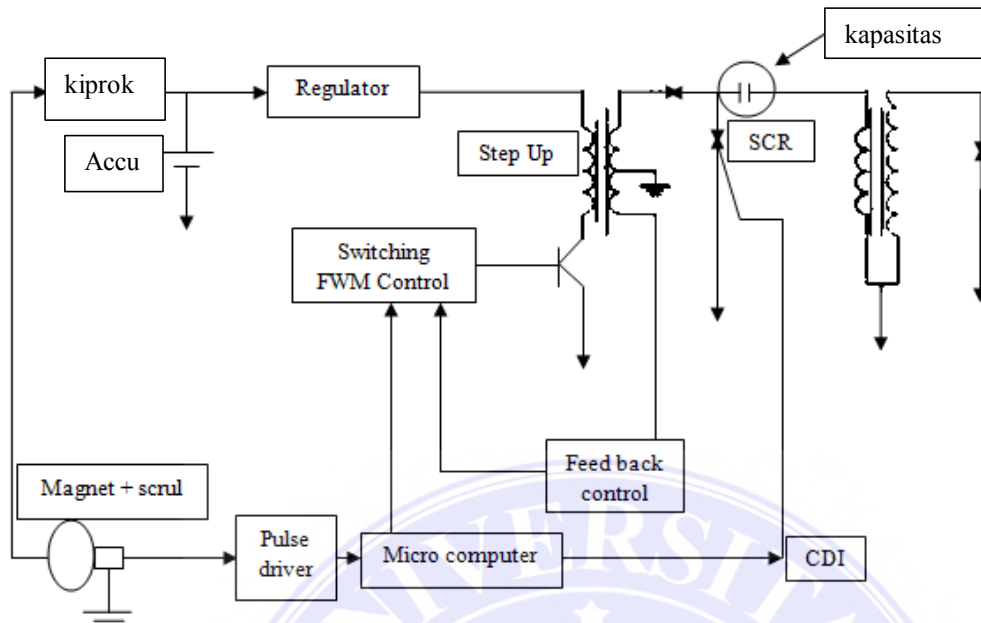 kapasitas
kiprok
Regulator
Accu
Step Up
SCR
Switching
FWM Control
Magnet + scrul
Feed back
control
Pulse
driver
Micro computer
CDI
UNIVERSIT